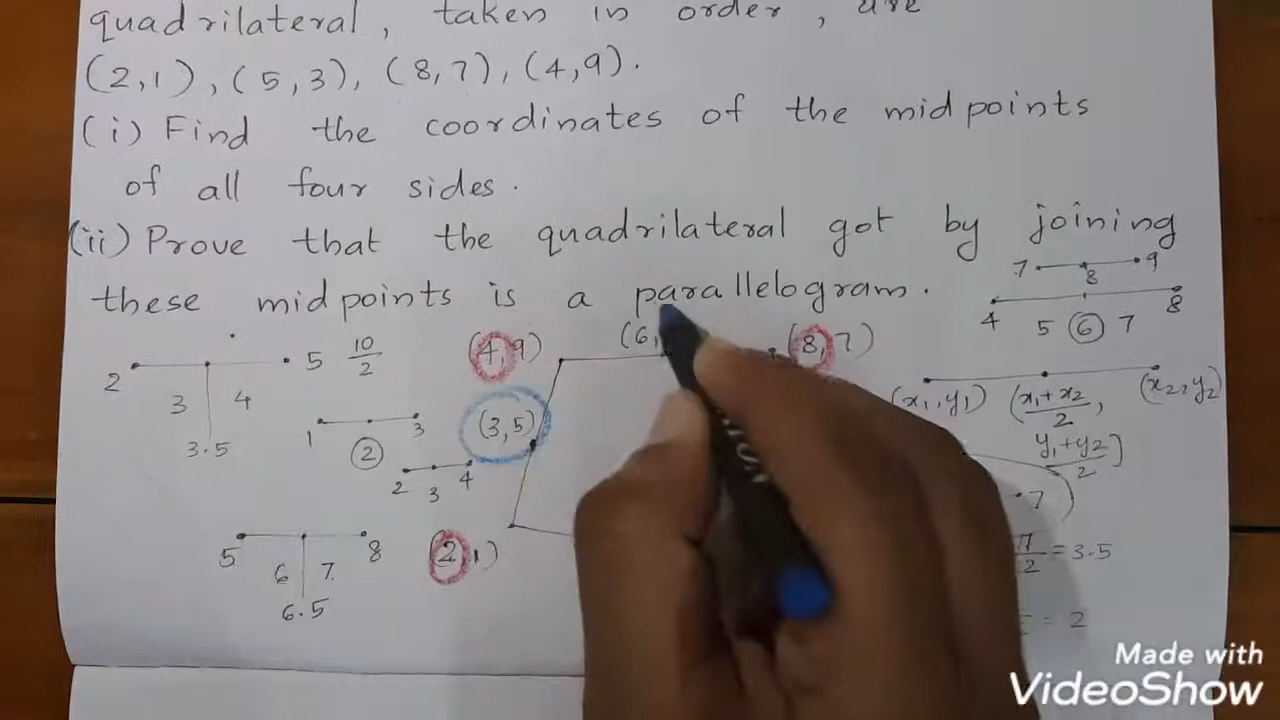 quadrilateral, taken in order, are
(2,1), (5,3), (8,7), (4,9).
(i) Find the coordinates of the midpoints
of all four sides.
(ii) Prove that the quadrilateral got by joining
these midpoints is a parallelogram.
7 8 9
4 5 6 7 8
2 3 4 5 10/2
3.5
(4,9) (6, (8,7)
(x₁,y₁) (x₁+x₂/2, y₁+y₂/2) (x₂,y₂)
1 2 3
(3,5)
2 3 4
7
5 6 7 8
6.5
(2,1)
/2 = 3.5
= 2
Made with
VideoShow